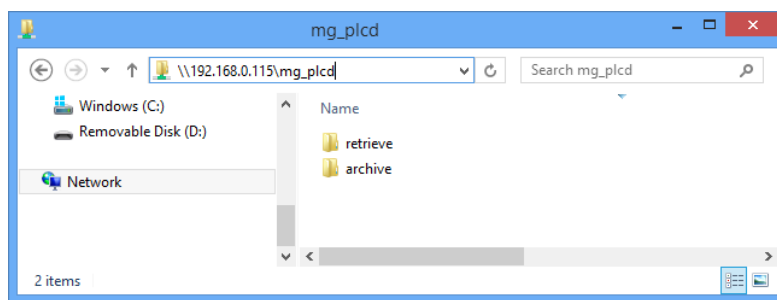 mg_plcd
\\192.168.0.115\mg_plcd
Search mg_plcd
Windows (C:)
Removable Disk (D:)
Network
Name
retrieve
archive
2 items